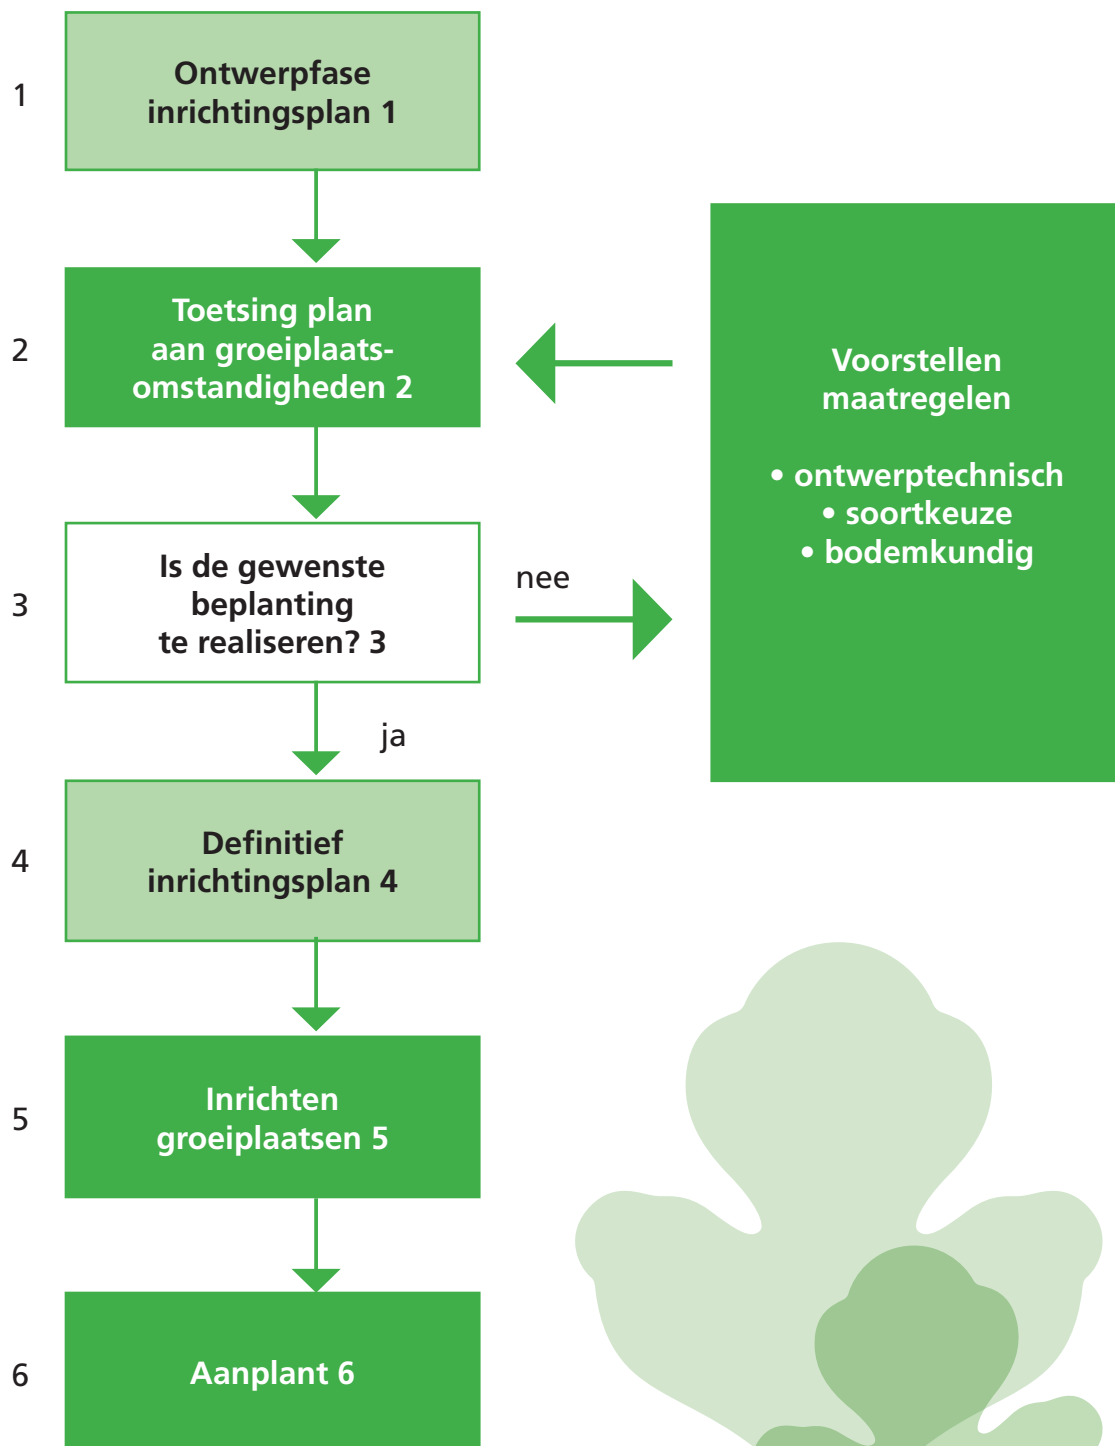 1
Ontwerpfase
inrichtingsplan 1
2
Toetsing plan
aan groeiplaats-
omstandigheden 2
Voorstellen
maatregelen
• ontwerptechnisch
• soortkeuze
• bodemkundig
3
Is de gewenste
beplanting
te realiseren? 3
nee
ja
4
Definitief
inrichtingsplan 4
5
Inrichten
groeiplaatsen 5
6
Aanplant 6